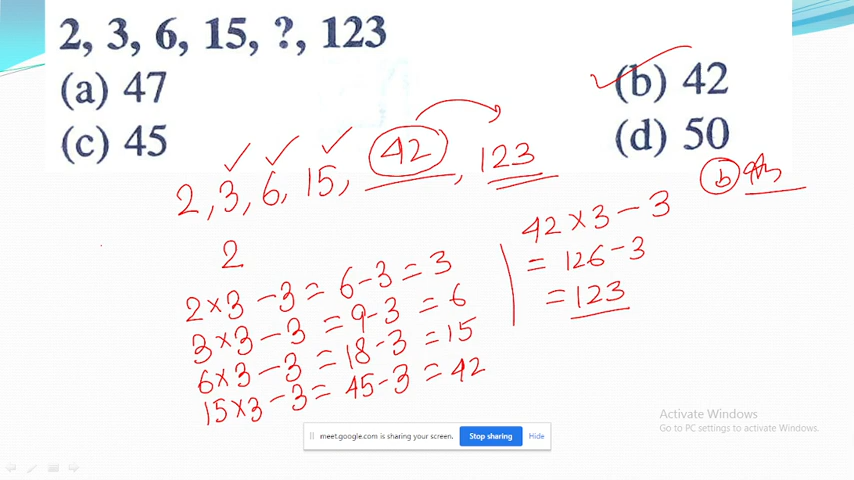 2, 3, 6, 15, ?, 123
(a) 47
(b) 42
(c) 45
(d) 50
2, 3, 6, 15, 42, 123
b Ans
2
2×3-3 = 6-3 = 3
3×3-3 = 9-3 = 6
6×3-3 = 18-3 = 15
15×3-3 = 45-3 = 42
42×3-3
= 126-3
= 123
Activate Windows
Go to PC settings to activate Windows.
meet.google.com is sharing your screen. Stop sharing Hide